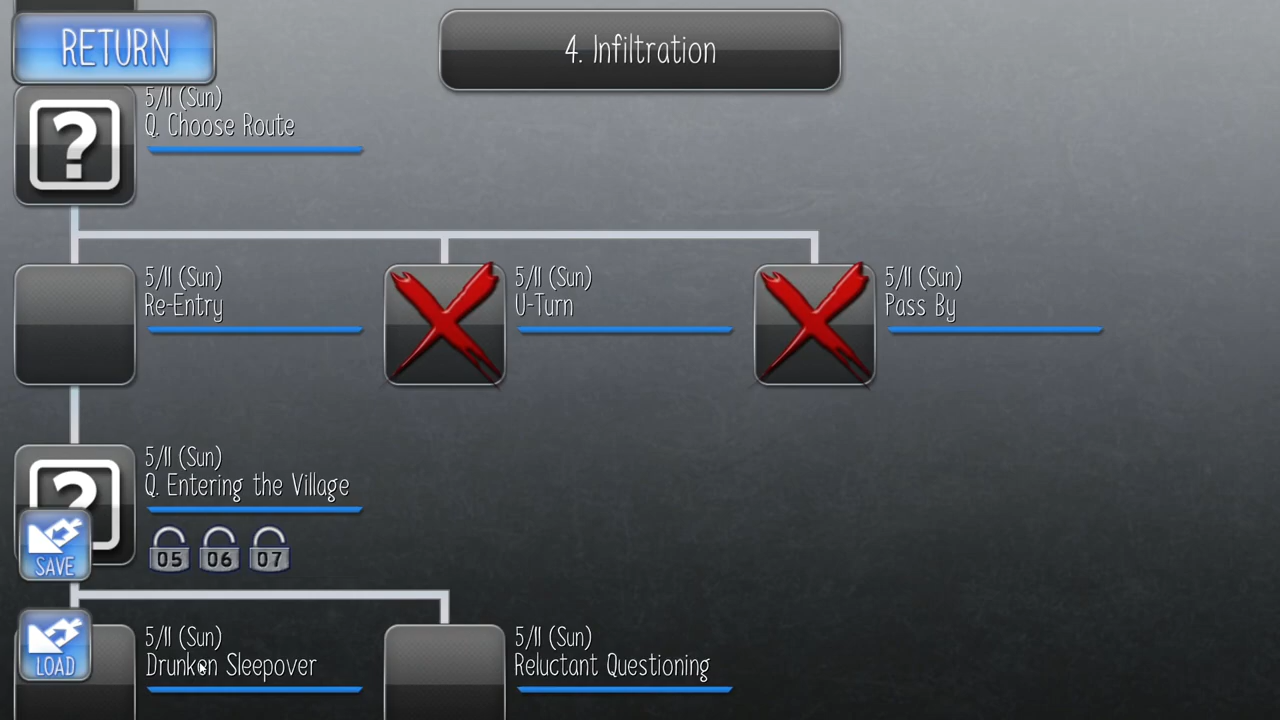 RETURN
4. Infiltration
5/11 (Sun)
Q. Choose Route
?
5/11 (Sun)
Re-Entry
5/11 (Sun)
U-Turn
5/11 (Sun)
Pass By
5/11 (Sun)
Q. Entering the Village
?
05 06 07
SAVE
5/11 (Sun)
Drunken Sleepover
5/11 (Sun)
Reluctant Questioning
LOAD